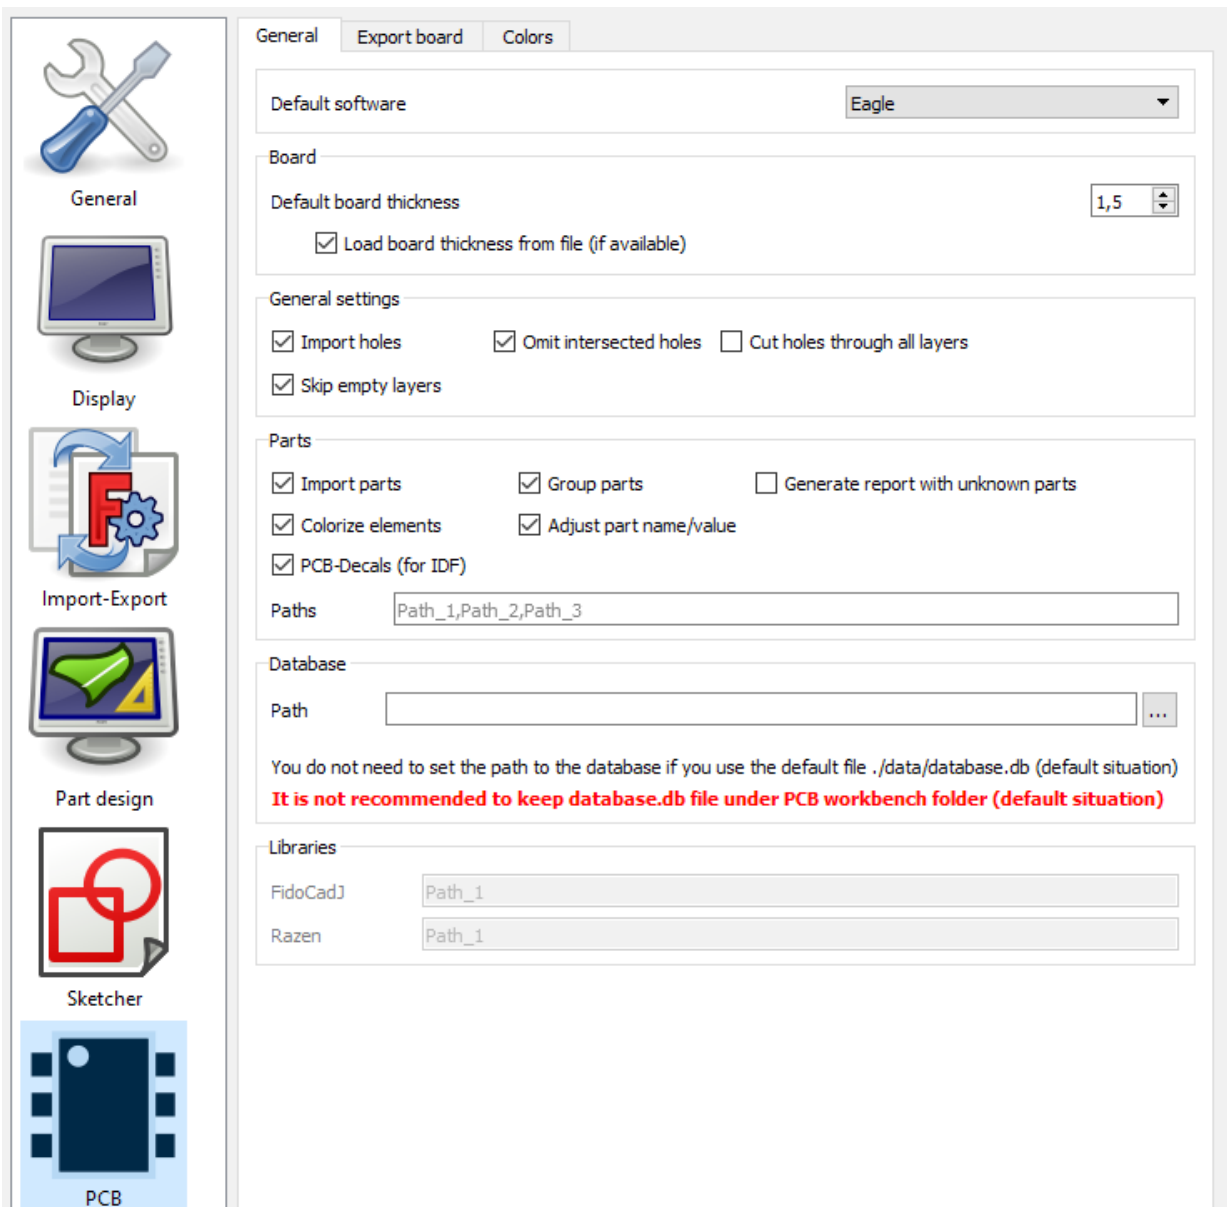 General
Display
Import-Export
Part design
Sketcher
PCB
General Export board Colors
Default software Eagle
Board
Default board thickness 1,5
Load board thickness from file (if available)
General settings
Import holes Omit intersected holes Cut holes through all layers
Skip empty layers
Parts
Import parts Group parts Generate report with unknown parts
Colorize elements Adjust part name/value
PCB-Decals (for IDF)
Paths Path_1,Path_2,Path_3
Database
Path ...
You do not need to set the path to the database if you use the default file ./data/database.db (default situation)
It is not recommended to keep database.db file under PCB workbench folder (default situation)
Libraries
FidoCadJ Path_1
Razen Path_1